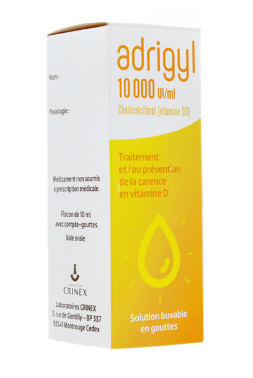 adrigyl
10 000 UI/ml
Cholécalciférol (vitamine D3)
Traitement
et/ou prévention
de la carence
en vitamine D
Solution buvable
en gouttes
Nom :
Posologie :
Médicament non soumis
à prescription médicale.
Flacon de 10 ml
avec compte-gouttes
Voie orale
CRINEX
Laboratoires CRINEX
3, rue de Gentilly - BP 337
92541 Montrouge Cedex